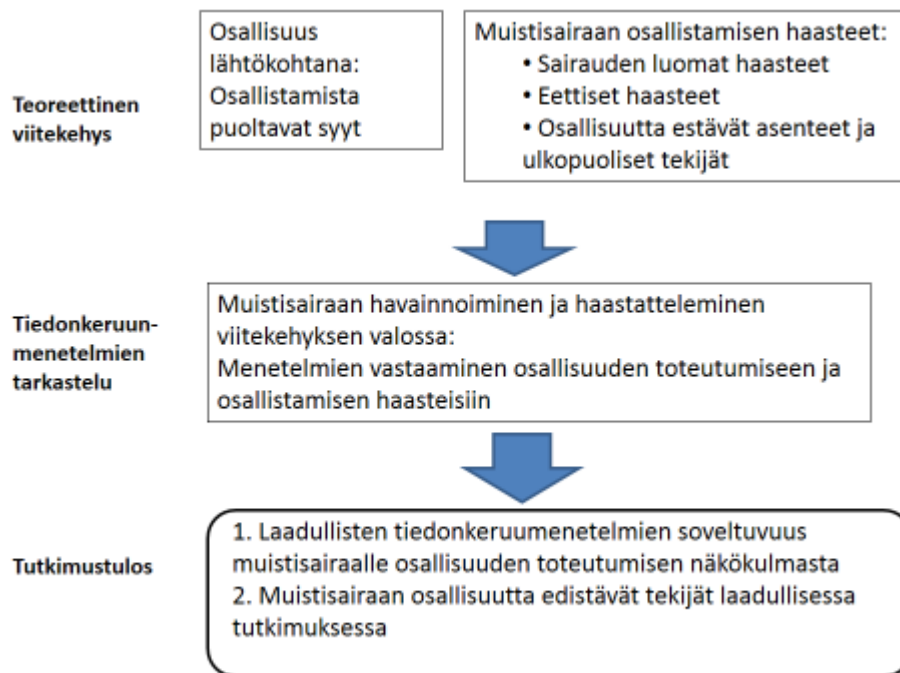 Teoreettinen
viitekehys
Osallisuus
lähtökohtana:
Osallistamista
puoltavat syyt
Muistisairaan osallistamisen haasteet:
• Sairauden luomat haasteet
• Eettiset haasteet
• Osallisuutta estävät asenteet ja
ulkopuoliset tekijät
Tiedonkeruun-
menetelmien
tarkastelu
Muistisairaan havainnoiminen ja haastatteleminen
viitekehyksen valossa:
Menetelmien vastaaminen osallisuuden toteutumiseen ja
osallistamisen haasteisiin
Tutkimustulos
1. Laadullisten tiedonkeruumenetelmien soveltuvuus
muistisairaalle osallisuuden toteutumisen näkökulmasta
2. Muistisairaan osallisuutta edistävät tekijät laadullisessa
tutkimuksessa